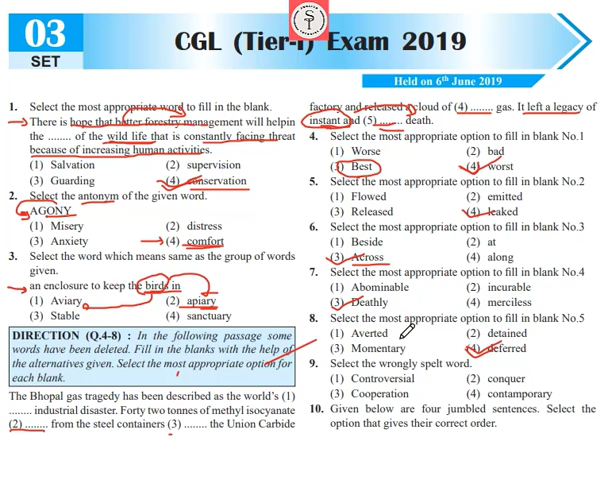 03
SET
CGL (Tier-I) Exam 2019
Held on 6th June 2019
1. Select the most appropriate word to fill in the blank.
There is hope that batter forestry management will helpin
the ........ of the wild life that is constantly facing threat
because of increasing human activities.
(1) Salvation (2) supervision
(3) Guarding (4) conservation
2. Select the antonym of the given word.
AGONY
(1) Misery (2) distress
(3) Anxiety (4) comfort
3. Select the word which means same as the group of words
given.
an enclosure to keep the birds in
(1) Aviary (2) apiary
(3) Stable (4) sanctuary
DIRECTION (Q.4-8) : In the following passage some
words have been deleted. Fill in the blanks with the help of
the alternatives given. Select the most appropriate option for
each blank.
The Bhopal gas tragedy has been described as the world's (1)
........ industrial disaster. Forty two tonnes of methyl isocyanate
(2) ........ from the steel containers (3) ........ the Union Carbide
factory and released a cloud of (4) ........ gas. It left a legacy of
instant and (5) ........ death.
4. Select the most appropriate option to fill in blank No.1
(1) Worse (2) bad
(3) Best (4) worst
5. Select the most appropriate option to fill in blank No.2
(1) Flowed (2) emitted
(3) Released (4) leaked
6. Select the most appropriate option to fill in blank No.3
(1) Beside (2) at
(3) Across (4) along
7. Select the most appropriate option to fill in blank No.4
(1) Abominable (2) incurable
(3) Deathly (4) merciless
8. Select the most appropriate option to fill in blank No.5
(1) Averted (2) detained
(3) Momentary (4) deferred
9. Select the wrongly spelt word.
(1) Controversial (2) conquer
(3) Cooperation (4) contamporary
10. Given below are four jumbled sentences. Select the
option that gives their correct order.